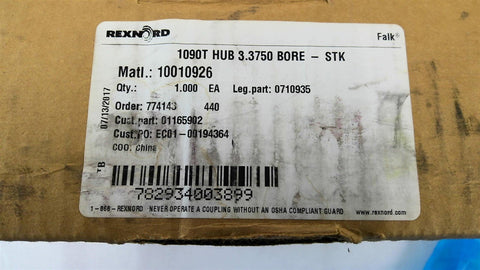 REXNORD
Falk®
1090T HUB 3.3750 BORE - STK
Matl.: 10010926
Qty.: 1.000 EA Leg.part: 0710935
Order: 774143 440
Cust.part: 01165902
Cust.PO: EC01-00194364
COO. China
07/13/2017
TB
782934003899
1-866-REXNORD NEVER OPERATE A COUPLING WITHOUT AN OSHA COMPLIANT GUARD www.rexnord.com